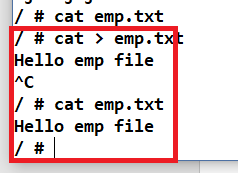 / # cat emp.txt
/ # cat > emp.txt
Hello emp file
^C
/ # cat emp.txt
Hello emp file
/ #